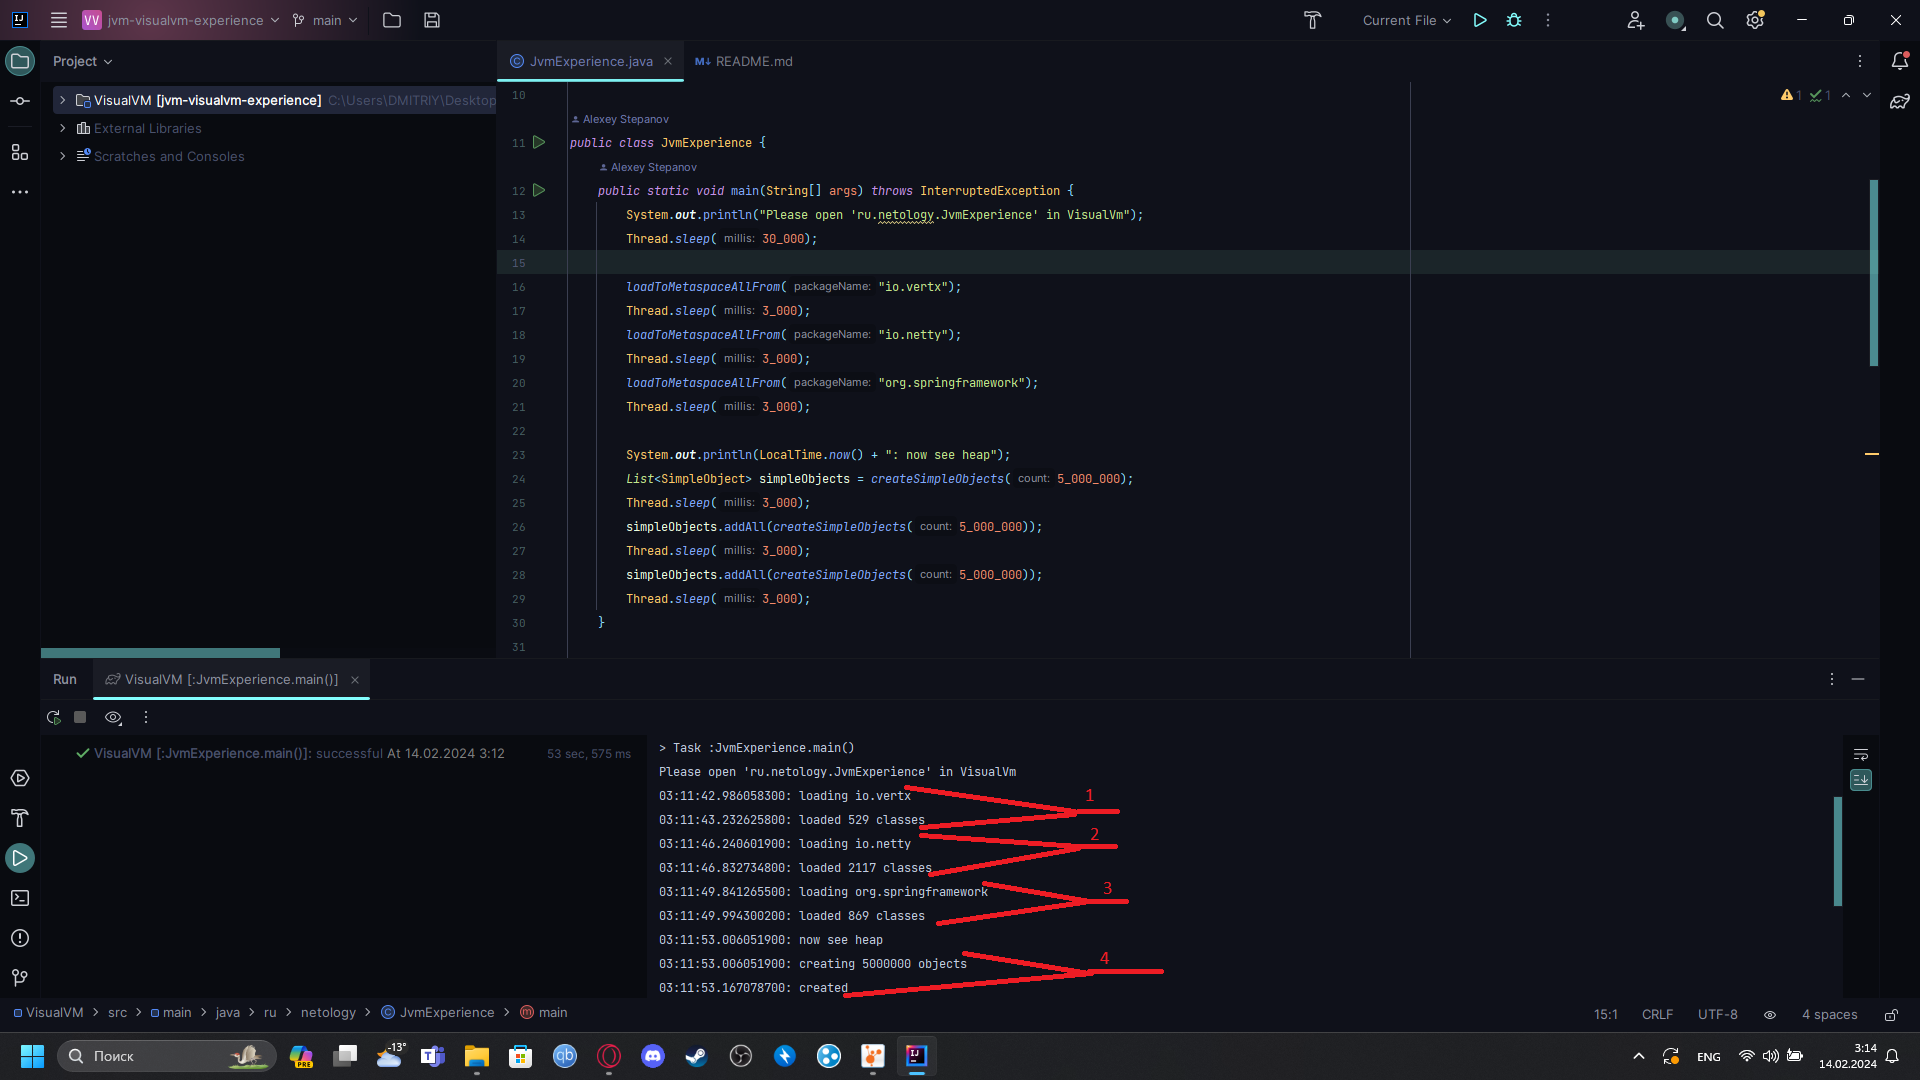 IJ
VV jvm-visualvm-experience
main
Current File
Project
JvmExperience.java
M↓ README.md
VisualVM [jvm-visualvm-experience] C:\Users\DMITRIY\Desktop
External Libraries
Scratches and Consoles
1 1
10
Alexey Stepanov
11 public class JvmExperience {
Alexey Stepanov
12 public static void main(String[] args) throws InterruptedException {
13 System.out.println("Please open 'ru.netology.JvmExperience' in VisualVm");
14 Thread.sleep( millis: 30_000);
15
16 loadToMetaspaceAllFrom( packageName: "io.vertx");
17 Thread.sleep( millis: 3_000);
18 loadToMetaspaceAllFrom( packageName: "io.netty");
19 Thread.sleep( millis: 3_000);
20 loadToMetaspaceAllFrom( packageName: "org.springframework");
21 Thread.sleep( millis: 3_000);
22
23 System.out.println(LocalTime.now() + ": now see heap");
24 List<SimpleObject> simpleObjects = createSimpleObjects( count: 5_000_000);
25 Thread.sleep( millis: 3_000);
26 simpleObjects.addAll(createSimpleObjects( count: 5_000_000));
27 Thread.sleep( millis: 3_000);
28 simpleObjects.addAll(createSimpleObjects( count: 5_000_000));
29 Thread.sleep( millis: 3_000);
30 }
31
Run
VisualVM [:JvmExperience.main()]
VisualVM [:JvmExperience.main()]: successful At 14.02.2024 3:12
53 sec, 575 ms
> Task :JvmExperience.main()
Please open 'ru.netology.JvmExperience' in VisualVm
03:11:42.986058300: loading io.vertx
1
03:11:43.232625800: loaded 529 classes
2
03:11:46.240601900: loading io.netty
03:11:46.832734800: loaded 2117 classes
03:11:49.841265500: loading org.springframework
3
03:11:49.994300200: loaded 869 classes
03:11:53.006051900: now see heap
03:11:53.006051900: creating 5000000 objects
4
03:11:53.167078700: created
VisualVM > src > main > java > ru > netology > JvmExperience > main
15:1 CRLF UTF-8 4 spaces
Поиск
PRE
-13°
qb
IJ
ENG
3:14
14.02.2024